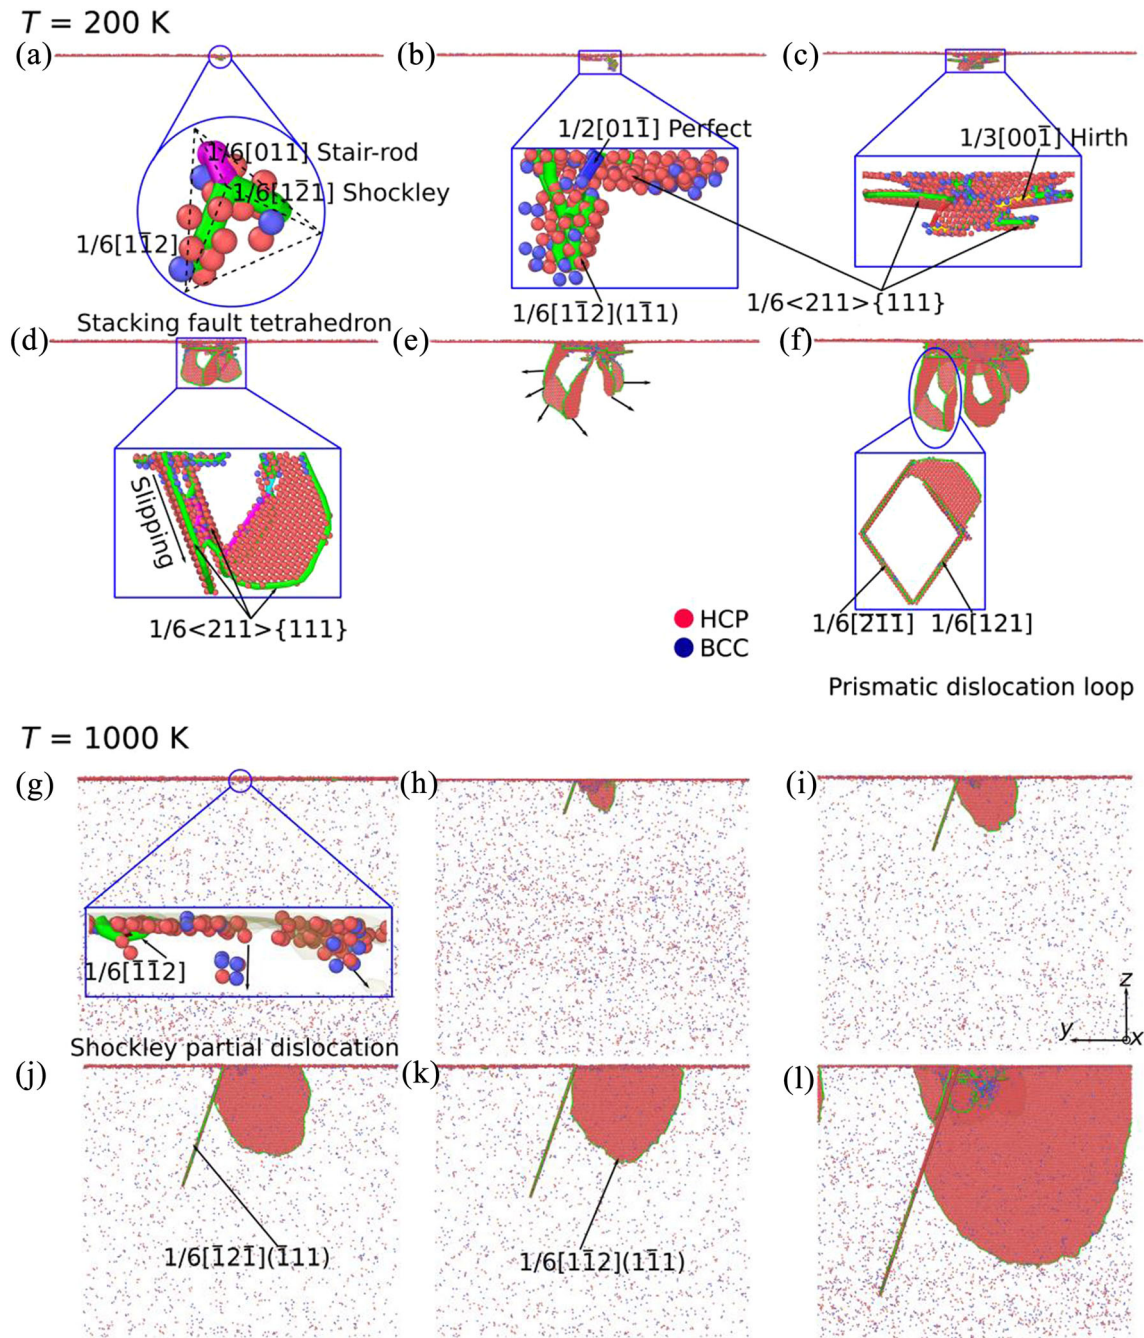 T = 200 K
(a)
(b)
(c)
1/6[011] Stair-rod
1/6[1̅21] Shockley
1/6[11̅2]
Stacking fault tetrahedron
1/2[011̅] Perfect
1/6[11̅2](11̅1)
1/3[001̅] Hirth
1/6<211>{111}
(d)
(e)
(f)
Slipping
1/6<211>{111}
HCP
BCC
1/6[2̅1̅1̅]
1/6[121]
Prismatic dislocation loop
T = 1000 K
(g)
(h)
(i)
1/6[1̅1̅2]
Shockley partial dislocation
z
y
x
(j)
(k)
(l)
1/6[1̅21̅](1̅11)
1/6[11̅2](11̅1)